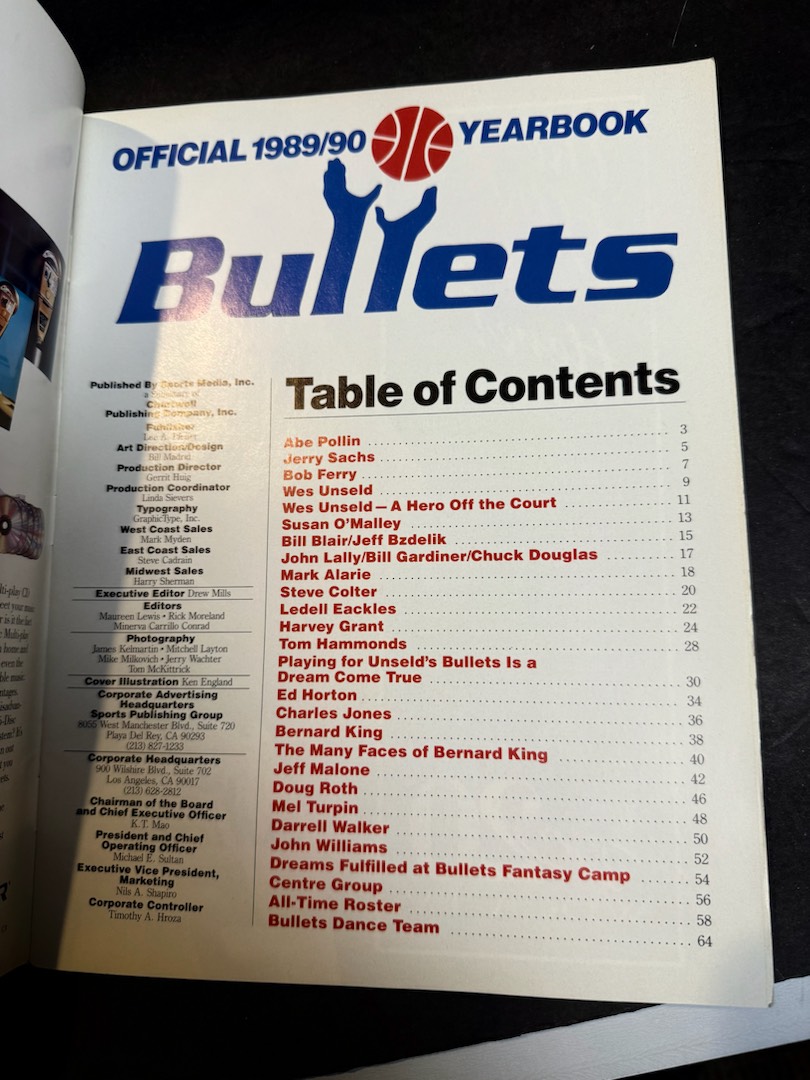 OFFICIAL 1989/90 YEARBOOK
Bullets
Published By Sports Media, Inc.
a Subsidiary of
Chartwell
Publishing Company, Inc.
Publisher
Art Direction/Design
Bill Madrid
Production Director
Gerrit Huig
Production Coordinator
Linda Sievers
Typography
GraphicType, Inc.
West Coast Sales
Mark Myden
East Coast Sales
Steve Cadrain
Midwest Sales
Harry Sherman
Executive Editor Drew Mills
Editors
Maureen Lewis • Rick Moreland
Minerva Carrillo Conrad
Photography
James Kelmartin • Mitchell Layton
Mike Milkovich • Jerry Wachter
Tom McKittrick
Cover Illustration Ken England
Corporate Advertising
Headquarters
Sports Publishing Group
8055 West Manchester Blvd., Suite 720
Playa Del Rey, CA 90293
(213) 827-1233
Corporate Headquarters
900 Wilshire Blvd., Suite 702
Los Angeles, CA 90017
(213) 628-2812
Chairman of the Board
and Chief Executive Officer
K.T. Mao
President and Chief
Operating Officer
Michael E. Sultan
Executive Vice President,
Marketing
Nils A. Shapiro
Corporate Controller
Timothy A. Hroza
Table of Contents
Abe Pollin 3
Jerry Sachs 5
Bob Ferry 7
Wes Unseld 9
Wes Unseld — A Hero Off the Court 11
Susan O'Malley 13
Bill Blair/Jeff Bzdelik 15
John Lally/Bill Gardiner/Chuck Douglas 17
Mark Alarie 18
Steve Colter 20
Ledell Eackles 22
Harvey Grant 24
Tom Hammonds 28
Playing for Unseld's Bullets Is a
Dream Come True 30
Ed Horton 34
Charles Jones 36
Bernard King 38
The Many Faces of Bernard King 40
Jeff Malone 42
Doug Roth 46
Mel Turpin 48
Darrell Walker 50
John Williams 52
Dreams Fulfilled at Bullets Fantasy Camp 54
Centre Group 56
All-Time Roster 58
Bullets Dance Team 64